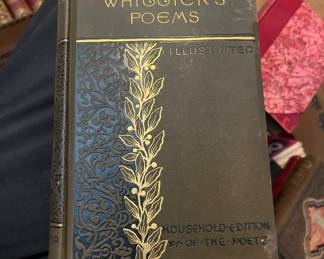 WHITTIER'S
POEMS
ILLUSTRATED
HOUSEHOLD·EDITION
OF·THE·POETS